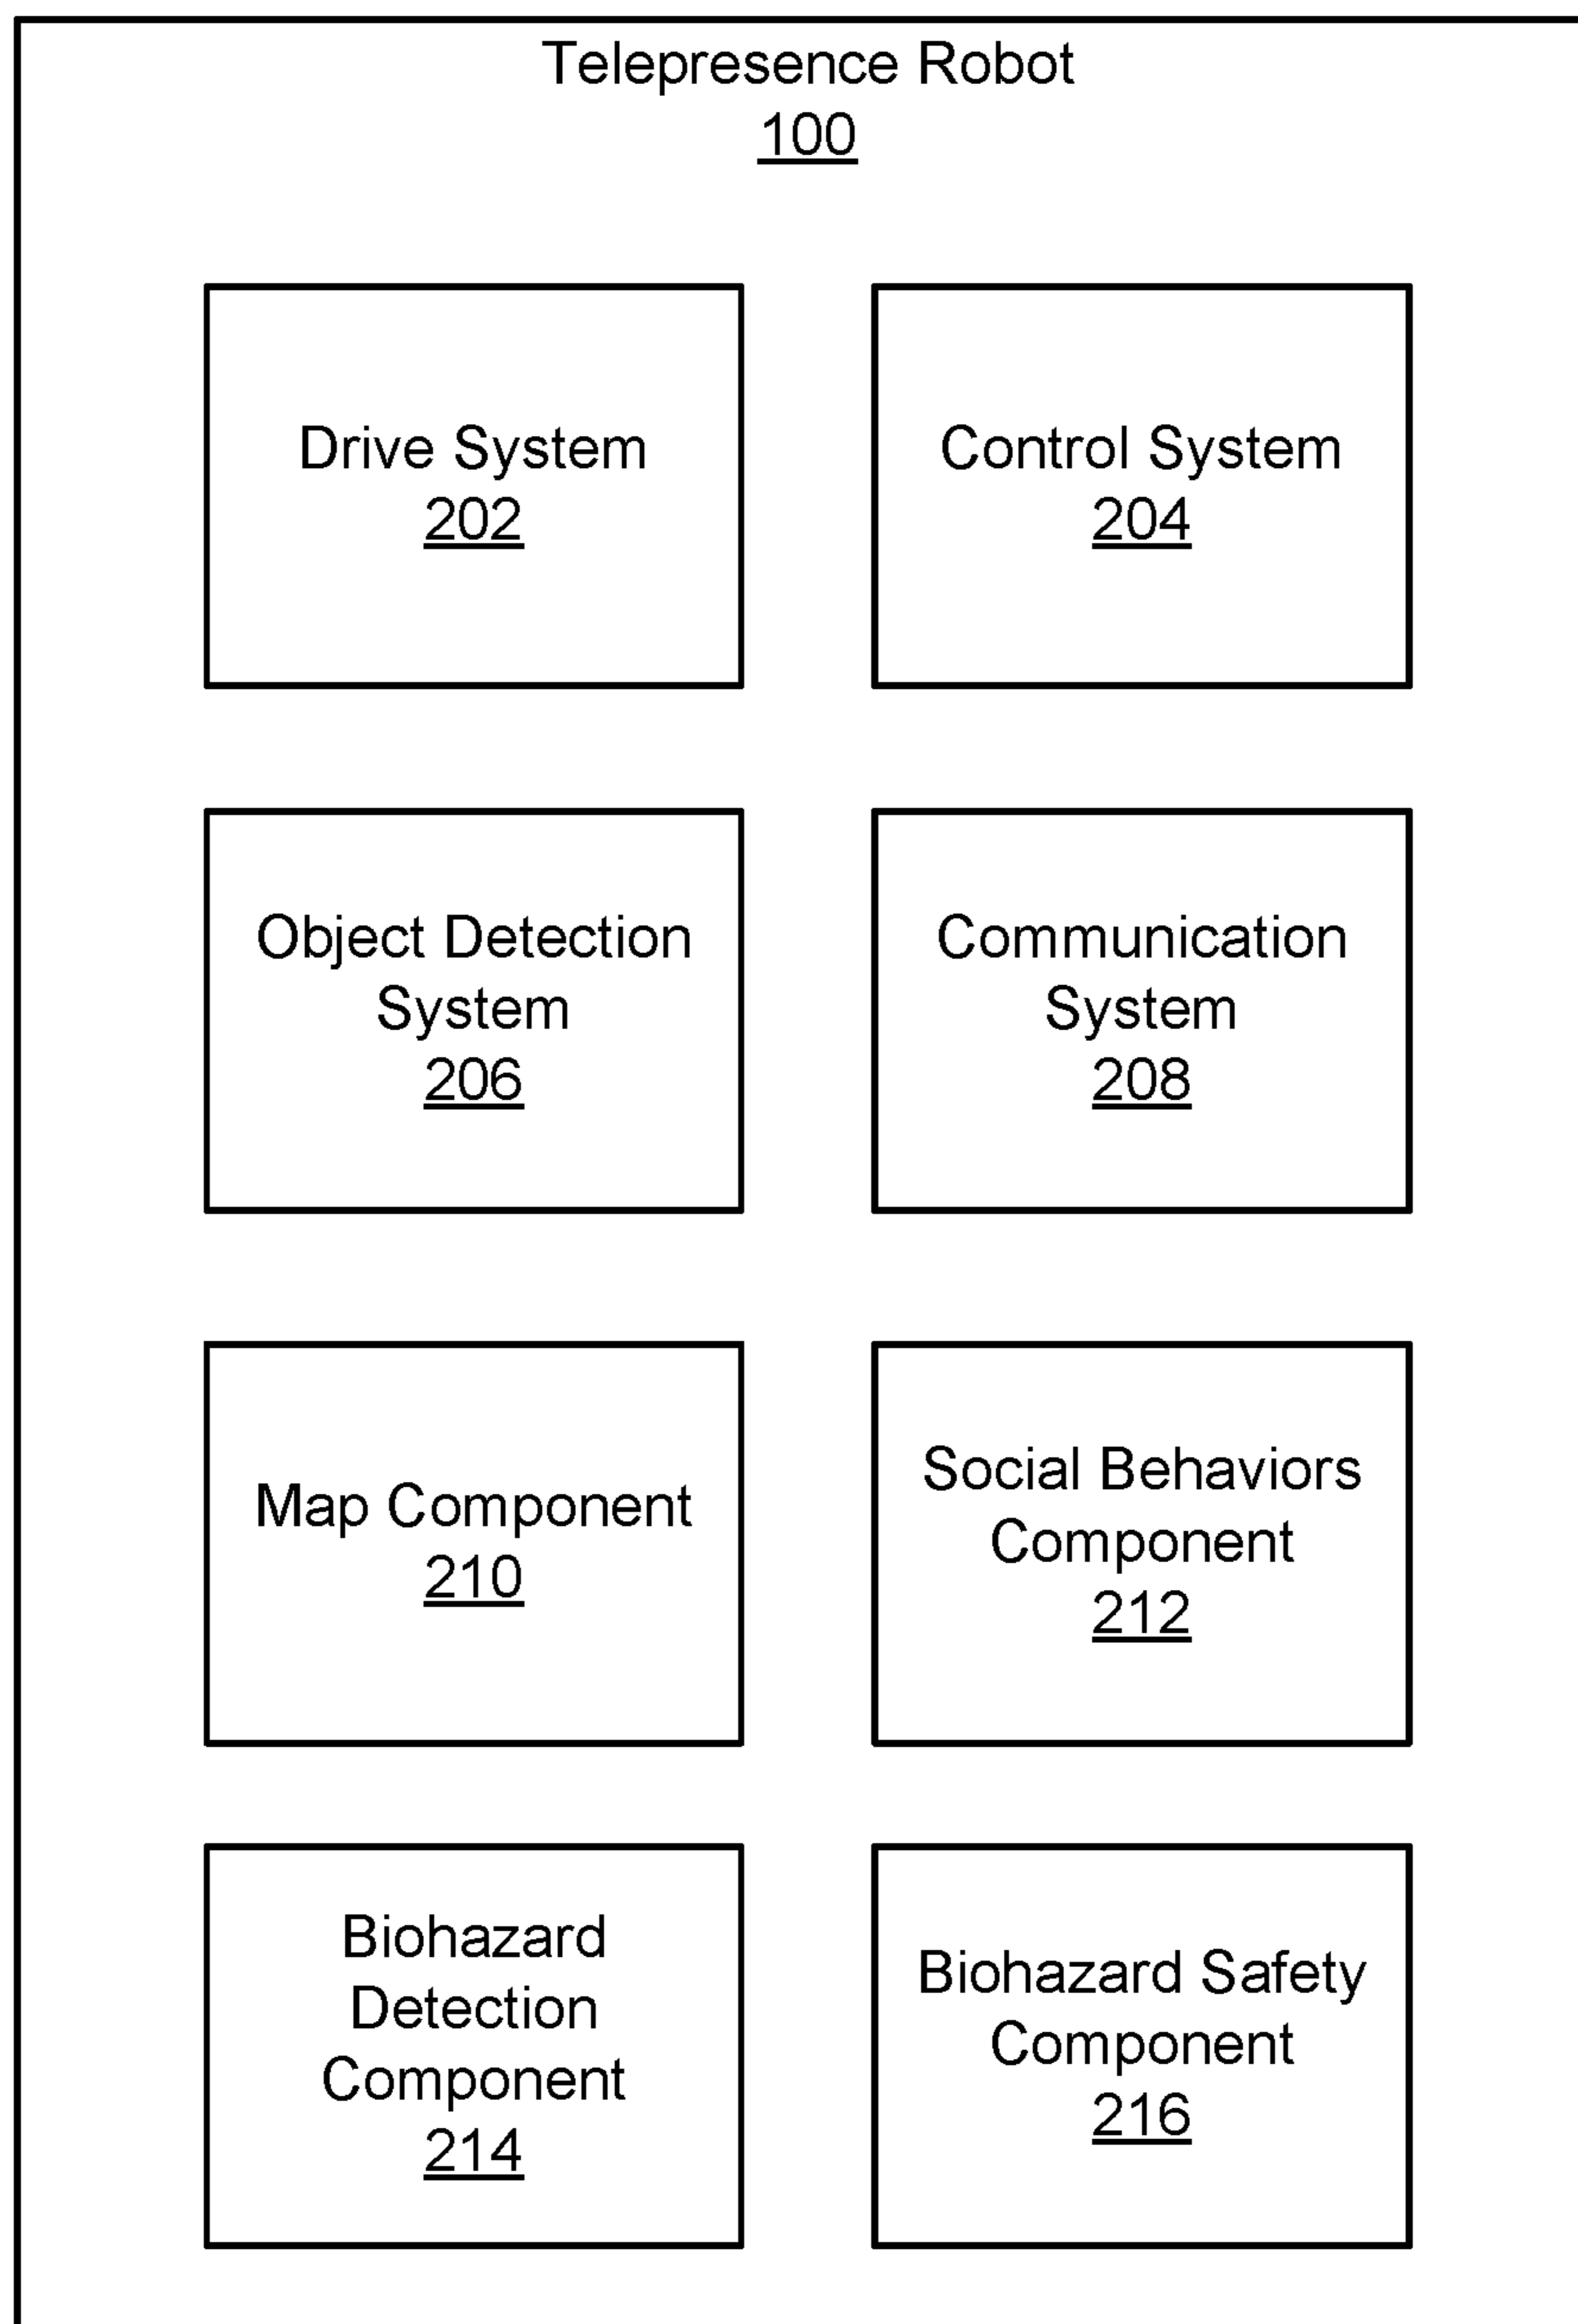 Telepresence Robot
100
Drive System
202
Control System
204
Object Detection
System
206
Communication
System
208
Map Component
210
Social Behaviors
Component
212
Biohazard
Detection
Component
214
Biohazard Safety
Component
216